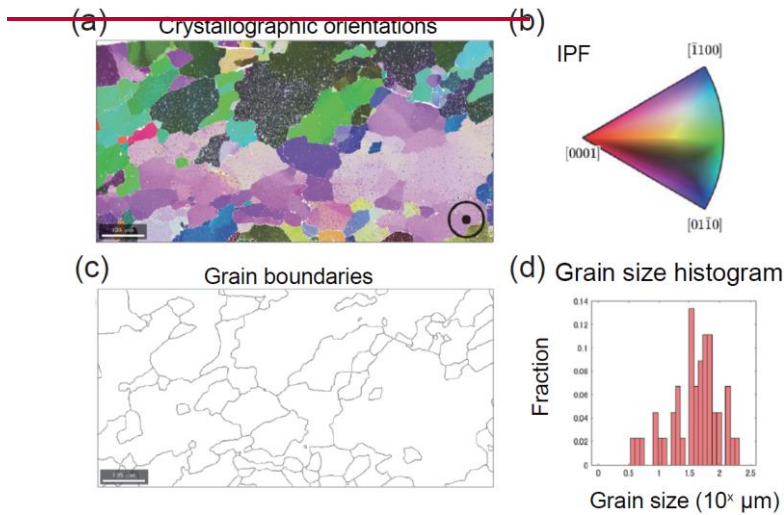 (a)
Crystallographic orientations
(b)
IPF
[1̄100]
[0001]
[011̄0]
(c)
Grain boundaries
(d)
Grain size histogram
Fraction
0.14
0.12
0.1
0.08
0.06
0.04
0.02
0
0
0.5
1
1.5
2
2.5
Grain size (10ˣ μm)